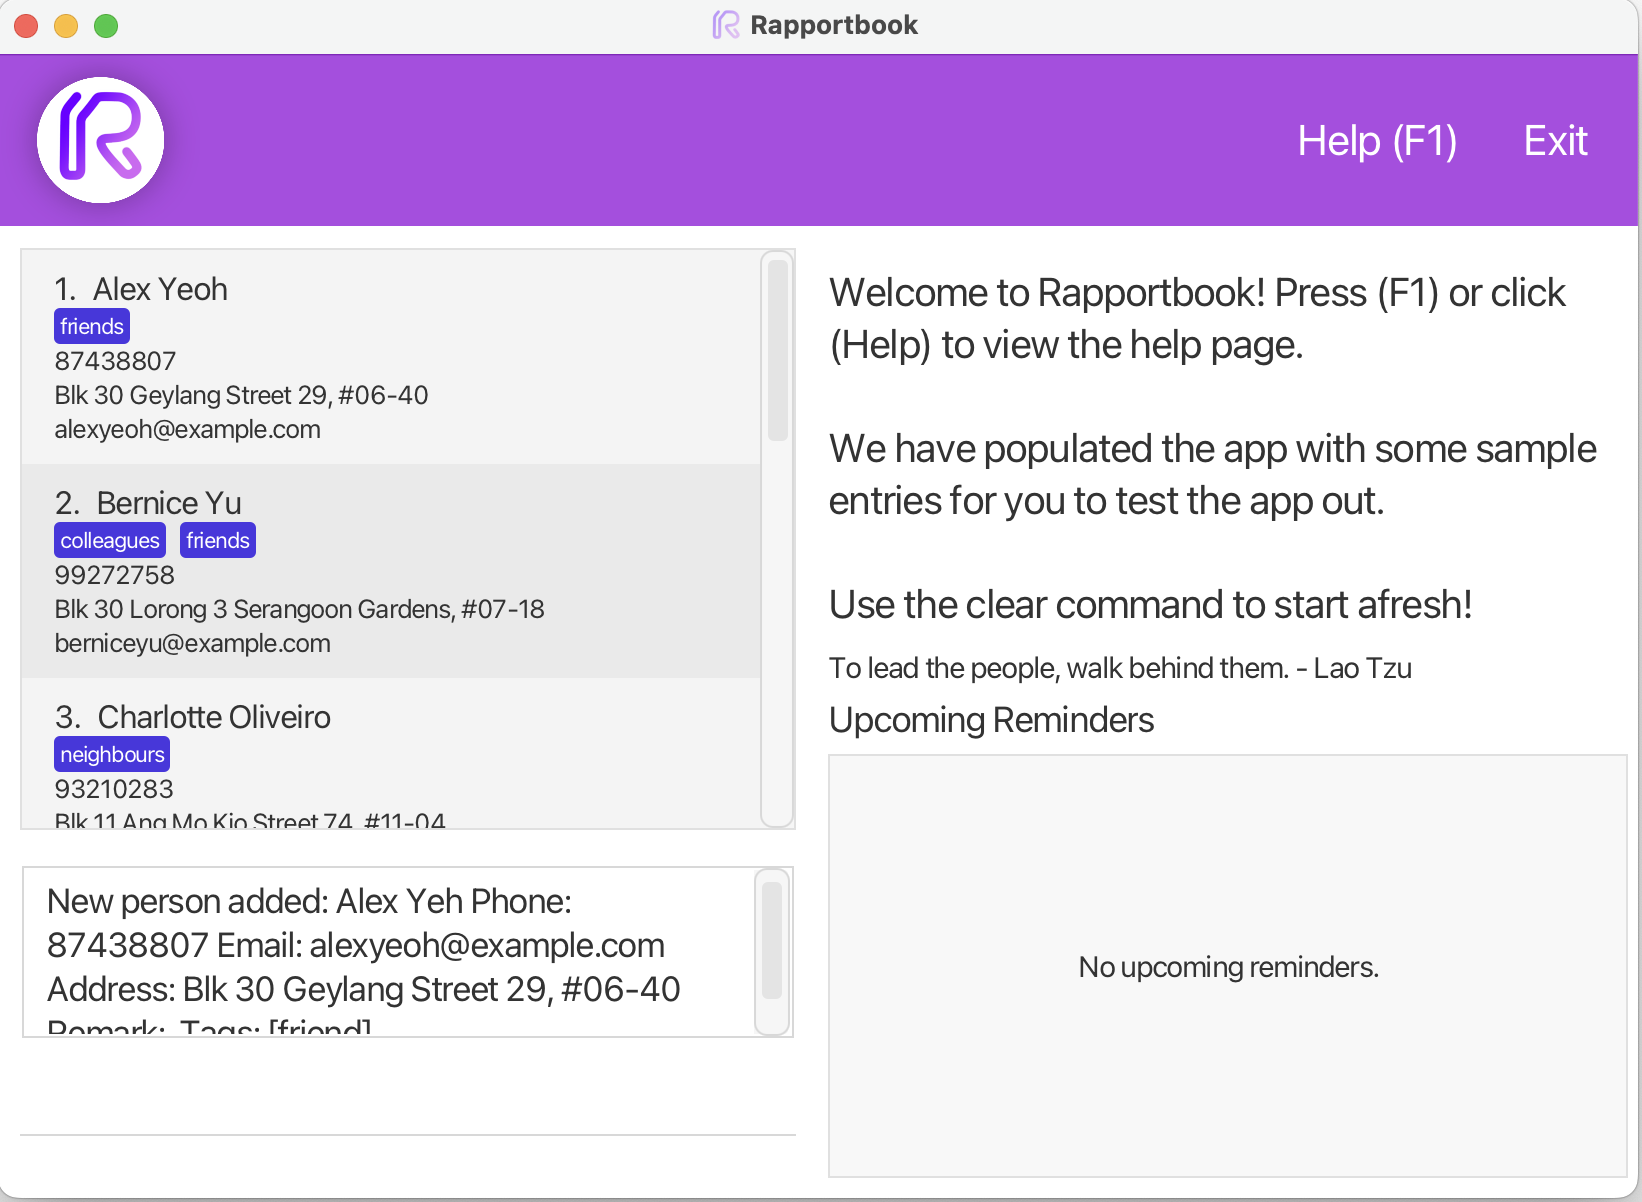 Rapportbook
Help (F1) Exit
1. Alex Yeoh
friends
87438807
Blk 30 Geylang Street 29, #06-40
alexyeoh@example.com
2. Bernice Yu
colleagues friends
99272758
Blk 30 Lorong 3 Serangoon Gardens, #07-18
berniceyu@example.com
3. Charlotte Oliveiro
neighbours
93210283
Blk 11 Ang Mo Kio Street 74, #11-04
New person added: Alex Yeh Phone:
87438807 Email: alexyeoh@example.com
Address: Blk 30 Geylang Street 29, #06-40
Remark: Tags: [friend]
Welcome to Rapportbook! Press (F1) or click
(Help) to view the help page.
We have populated the app with some sample
entries for you to test the app out.
Use the clear command to start afresh!
To lead the people, walk behind them. - Lao Tzu
Upcoming Reminders
No upcoming reminders.